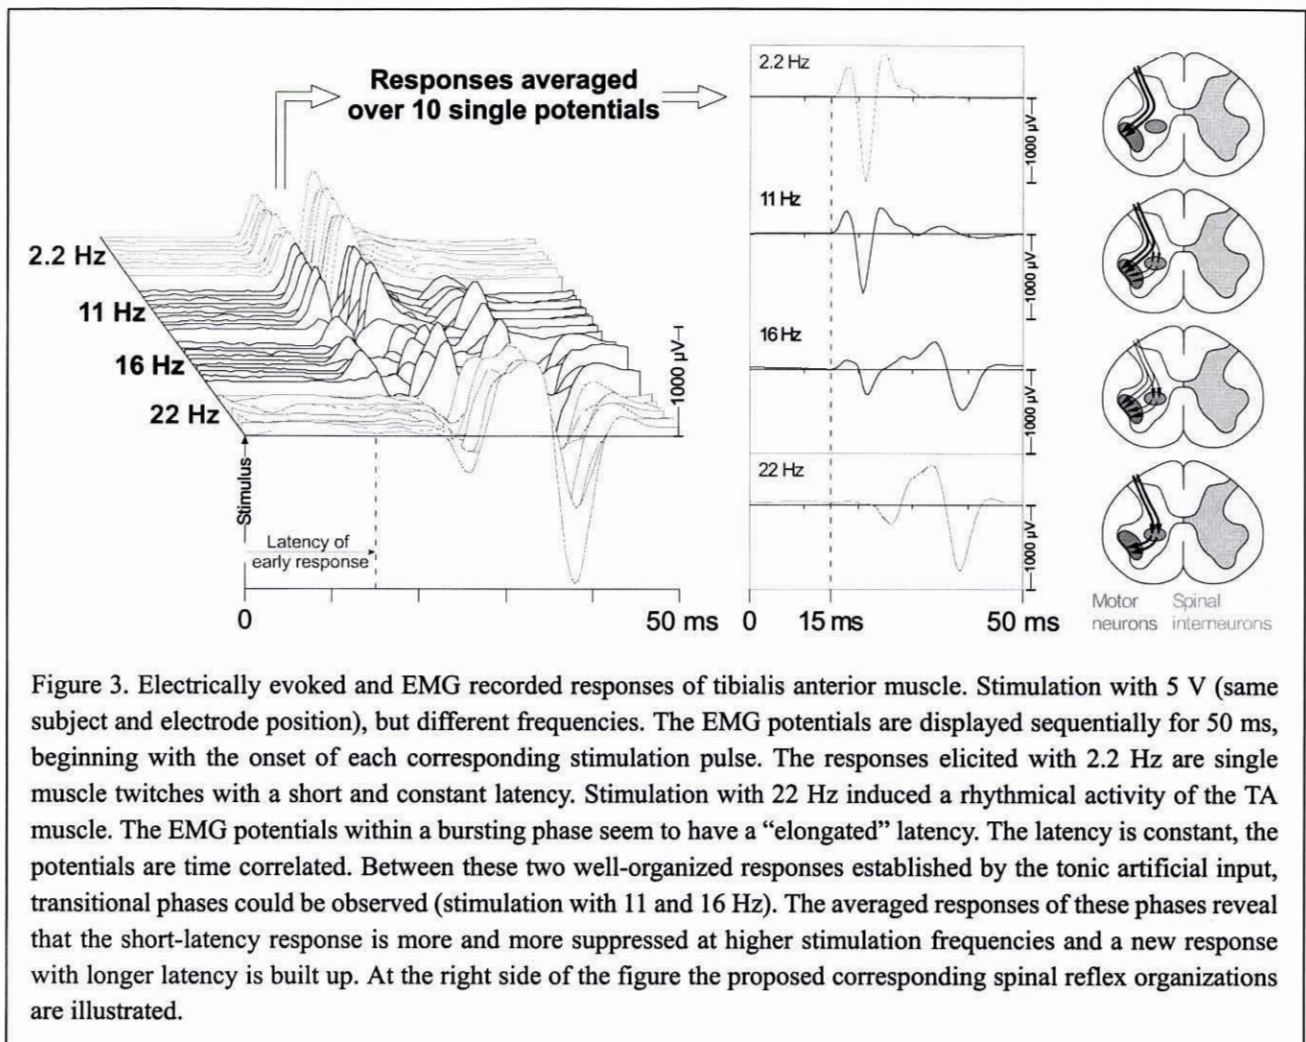 Responses averaged
over 10 single potentials
2.2 Hz
11 Hz
16 Hz
22 Hz
1000 µV
Stimulus
Latency of
early response
0
50 ms
2.2 Hz
1000 µV
11 Hz
1000 µV
16 Hz
1000 µV
22 Hz
1000 µV
0
15 ms
50 ms
Motor
neurons
Spinal
interneurons
Figure 3. Electrically evoked and EMG recorded responses of tibialis anterior muscle. Stimulation with 5 V (same
subject and electrode position), but different frequencies. The EMG potentials are displayed sequentially for 50 ms,
beginning with the onset of each corresponding stimulation pulse. The responses elicited with 2.2 Hz are single
muscle twitches with a short and constant latency. Stimulation with 22 Hz induced a rhythmical activity of the TA
muscle. The EMG potentials within a bursting phase seem to have a “elongated” latency. The latency is constant, the
potentials are time correlated. Between these two well-organized responses established by the tonic artificial input,
transitional phases could be observed (stimulation with 11 and 16 Hz). The averaged responses of these phases reveal
that the short-latency response is more and more suppressed at higher stimulation frequencies and a new response
with longer latency is built up. At the right side of the figure the proposed corresponding spinal reflex organizations
are illustrated.